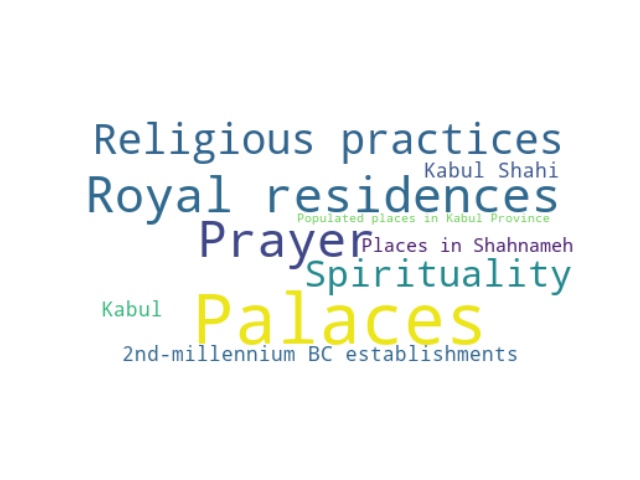 Religious practices
Kabul Shahi
Royal residences
Populated places in Kabul Province
Prayer
Places in Shahnameh
Spirituality
Kabul
Palaces
2nd-millennium BC establishments